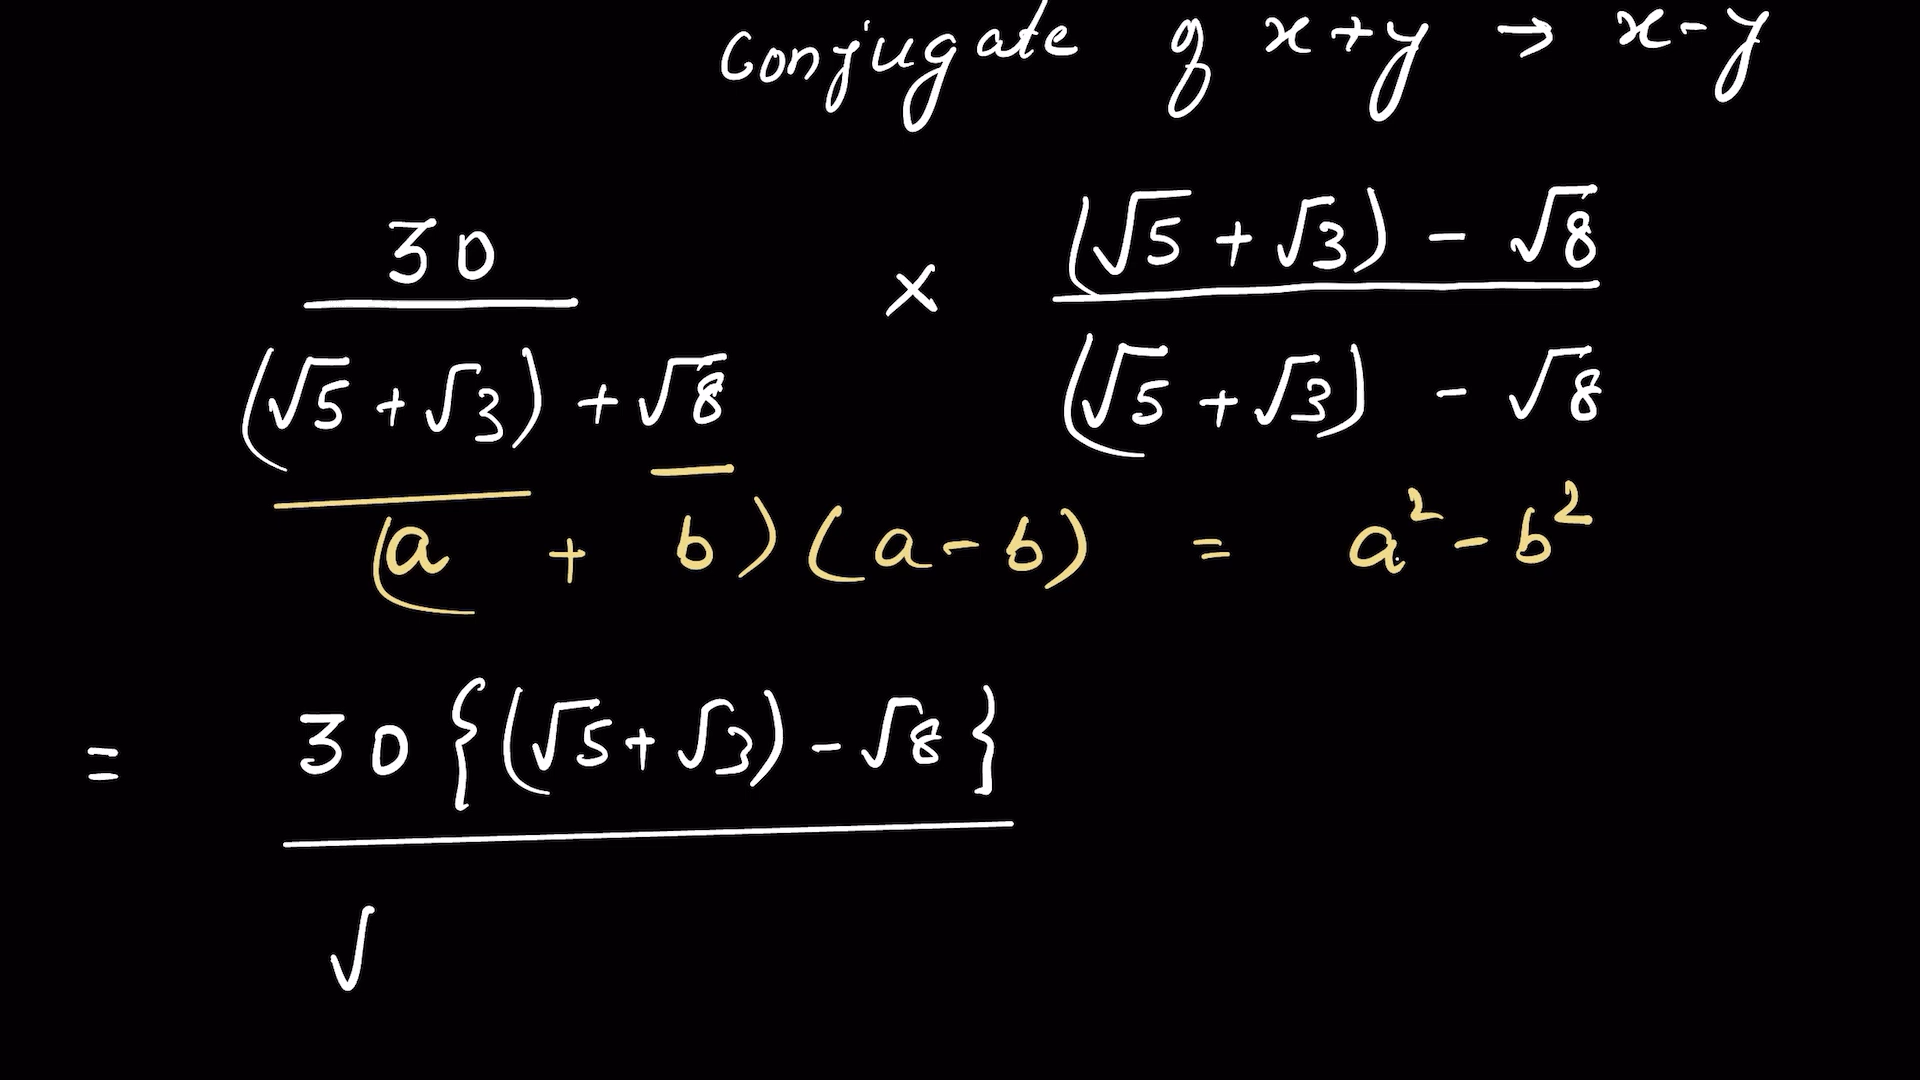 Conjugate of x+y → x-y
30 × (√5 + √3) - √8
(√5 + √3) + √8 (√5 + √3) - √8
(a + b) (a - b) = a² - b²
= 30 {(√5 + √3) - √8}
√